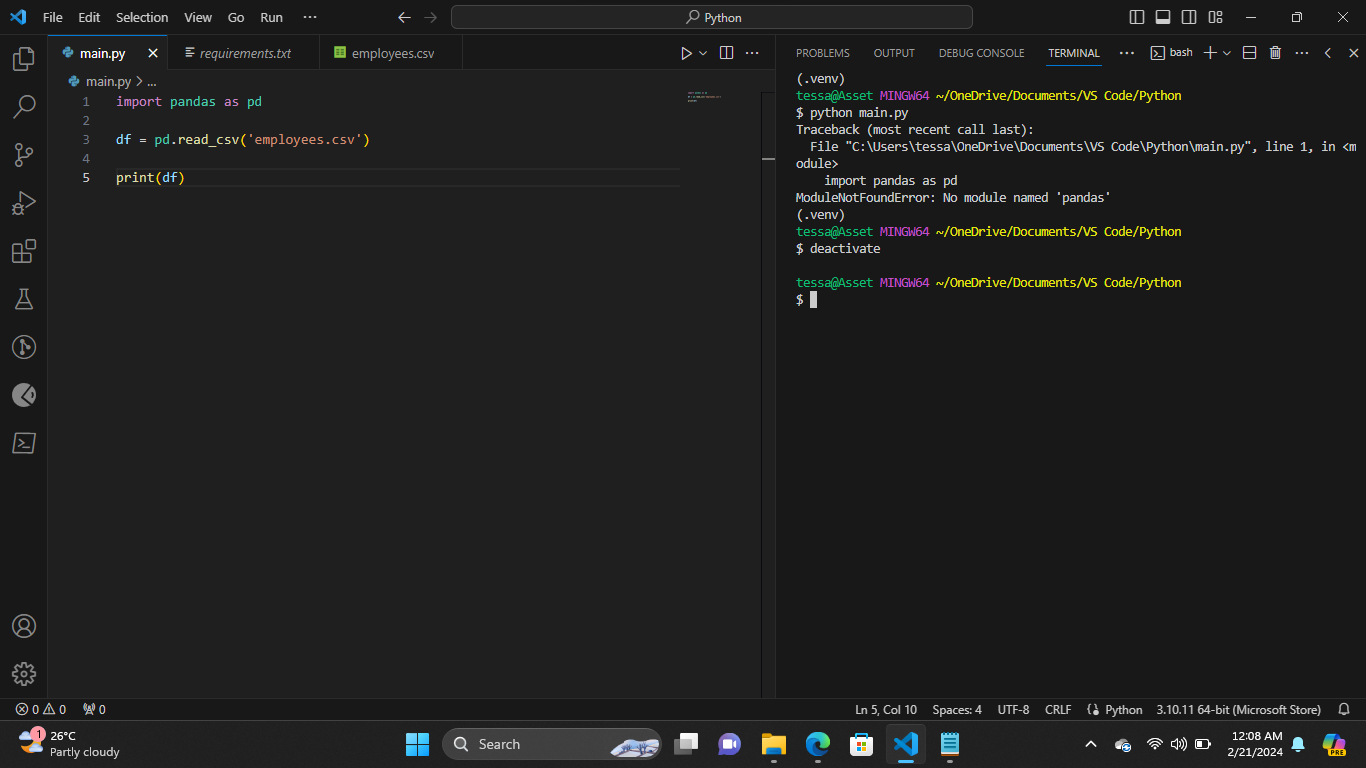 File Edit Selection View Go Run ··· Python
main.py requirements.txt employees.csv
main.py > ...
1 import pandas as pd
2
3 df = pd.read_csv('employees.csv')
4
5 print(df)
PROBLEMS OUTPUT DEBUG CONSOLE TERMINAL ··· bash
(.venv)
tessa@Asset MINGW64 ~/OneDrive/Documents/VS Code/Python
$ python main.py
Traceback (most recent call last):
  File "C:\Users\tessa\OneDrive\Documents\VS Code\Python\main.py", line 1, in <m
odule>
    import pandas as pd
ModuleNotFoundError: No module named 'pandas'
(.venv)
tessa@Asset MINGW64 ~/OneDrive/Documents/VS Code/Python
$ deactivate
tessa@Asset MINGW64 ~/OneDrive/Documents/VS Code/Python
$
0 0 0 Ln 5, Col 10 Spaces: 4 UTF-8 CRLF Python 3.10.11 64-bit (Microsoft Store)
1 26°C
Partly cloudy
Search
12:08 AM
2/21/2024
PRE